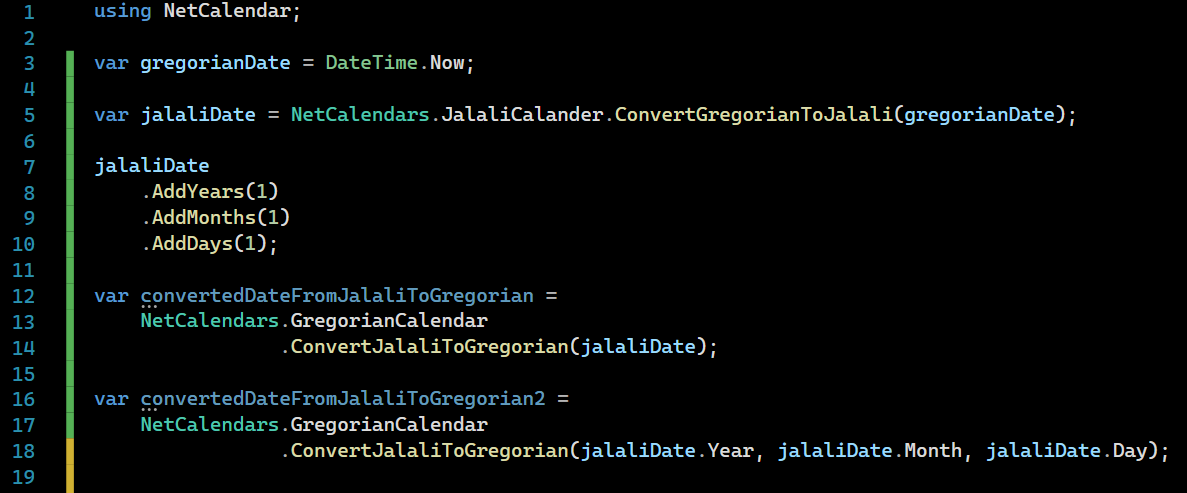 1 using NetCalendar;
2
3 var gregorianDate = DateTime.Now;
4
5 var jalaliDate = NetCalendars.JalaliCalander.ConvertGregorianToJalali(gregorianDate);
6
7 jalaliDate
8 .AddYears(1)
9 .AddMonths(1)
10 .AddDays(1);
11
12 var convertedDateFromJalaliToGregorian =
13 NetCalendars.GregorianCalendar
14 .ConvertJalaliToGregorian(jalaliDate);
15
16 var convertedDateFromJalaliToGregorian2 =
17 NetCalendars.GregorianCalendar
18 .ConvertJalaliToGregorian(jalaliDate.Year, jalaliDate.Month, jalaliDate.Day);
19